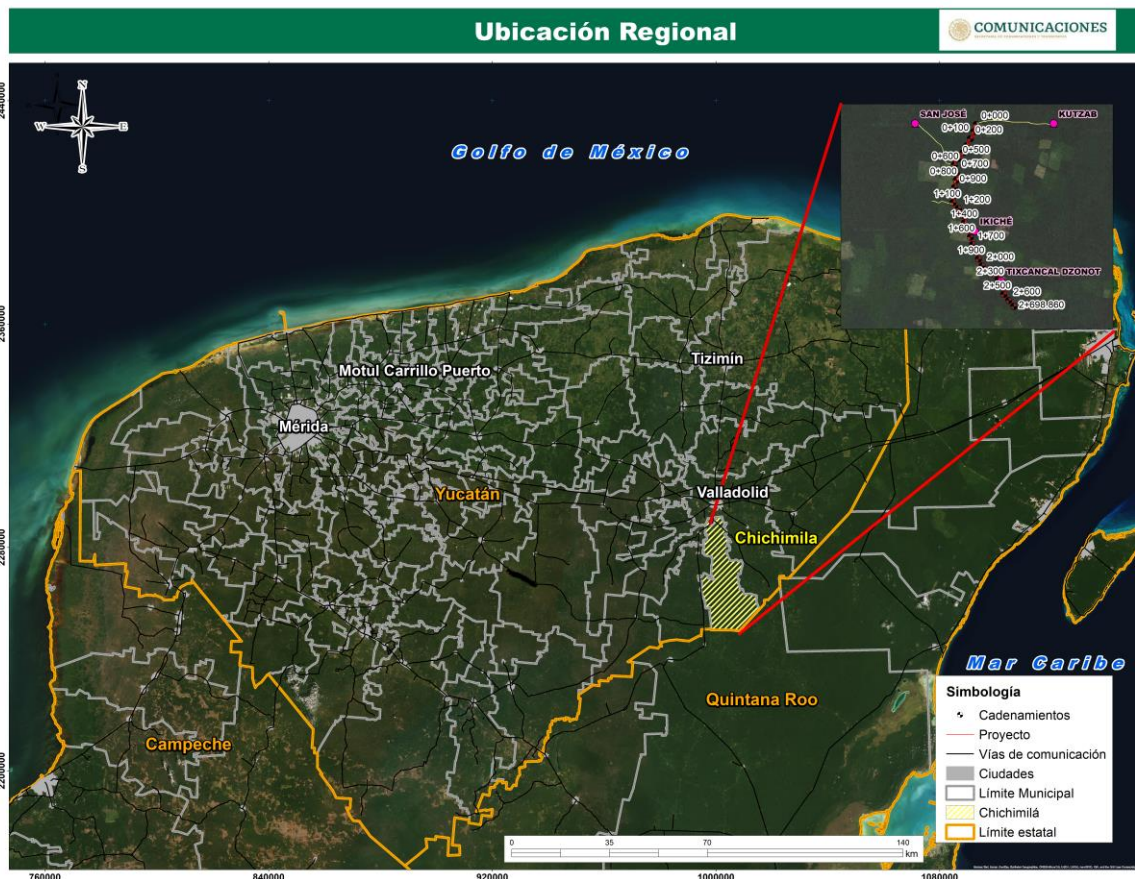 Ubicación Regional
COMUNICACIONES
N
W E
S
Golfo de México
SAN JOSÉ
KUTZAB
0+000
0+100
0+200
0+500
0+600
0+700
0+800
0+900
1+100
1+200
1+400
IKICHÉ
1+600
1+700
1+900
2+000
2+300
TIXCANCAL DZONOT
2+500
2+600
2+698.860
Motul Carrillo Puerto
Tizimín
Mérida
Yucatán
Valladolid
Chichimila
Mar Caribe
Quintana Roo
Campeche
Simbología
Cadenamientos
Proyecto
Vías de comunicación
Ciudades
Límite Municipal
Chichimilá
Límite estatal
0 35 70 140
km
2440000
2360000
2280000
2200000
760000 840000 920000 1000000 1080000